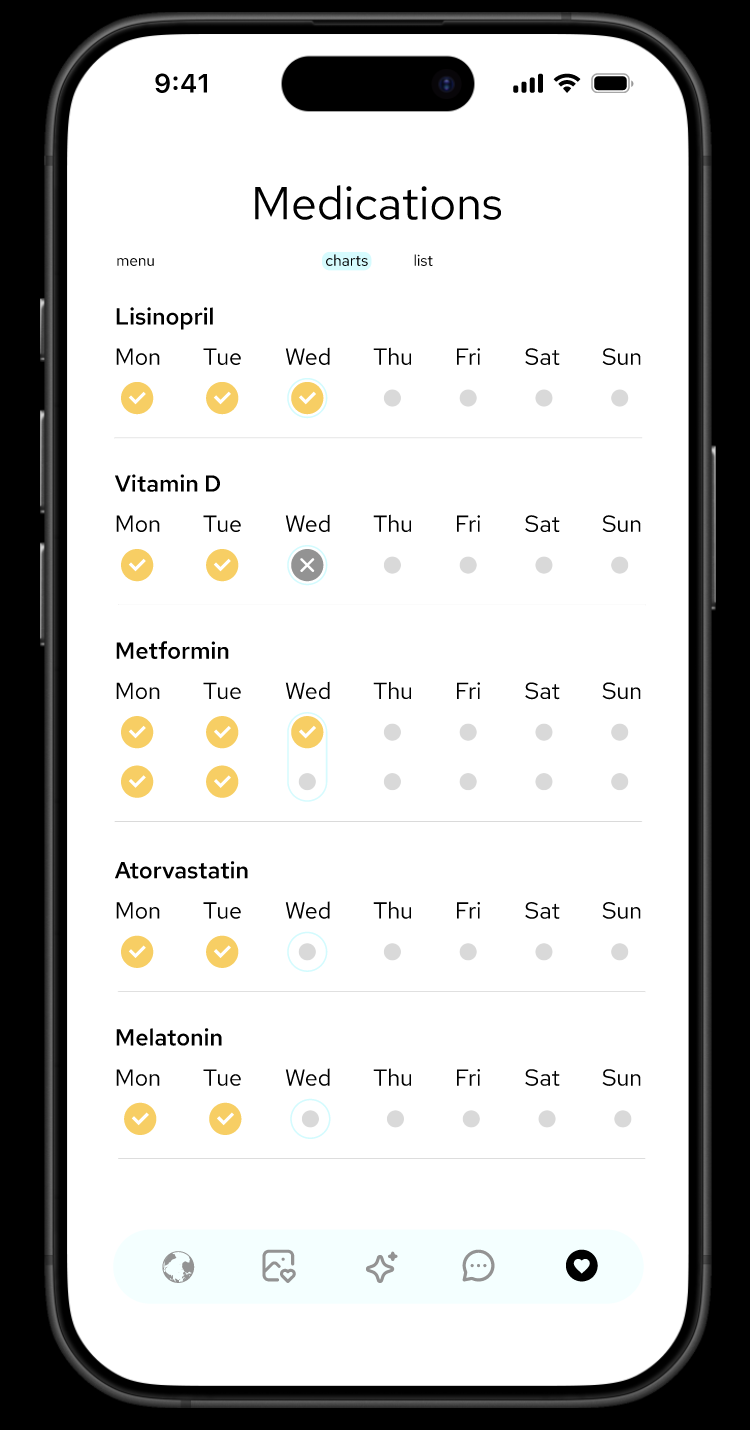 9:41
Medications
menu charts list
Lisinopril
Mon Tue Wed Thu Fri Sat Sun
Vitamin D
Mon Tue Wed Thu Fri Sat Sun
Metformin
Mon Tue Wed Thu Fri Sat Sun
Atorvastatin
Mon Tue Wed Thu Fri Sat Sun
Melatonin
Mon Tue Wed Thu Fri Sat Sun